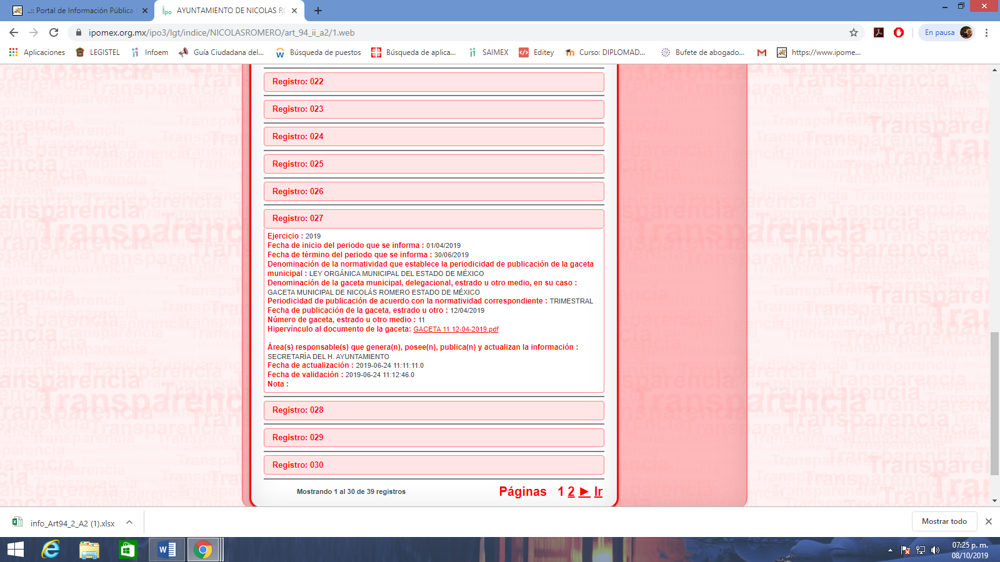 ..:: Portal de Información Pública
AYUNTAMIENTO DE NICOLAS RO
ipomex.org.mx/ipo3/lgt/indice/NICOLASROMERO/art_94_ii_a2/1.web
En pausa
Aplicaciones
LEGISTEL
Infoem
Guía Ciudadana del...
Búsqueda de puestos
Búsqueda de aplica...
SAIMEX
Editey
Curso: DIPLOMAD...
Bufete de abogado...
https://www.ipome...
Registro: 022
Registro: 023
Registro: 024
Registro: 025
Registro: 026
Registro: 027
Ejercicio : 2019
Fecha de inicio del periodo que se informa : 01/04/2019
Fecha de término del periodo que se informa : 30/06/2019
Denominación de la normatividad que establece la periodicidad de publicación de la gaceta
municipal : LEY ORGÁNICA MUNICIPAL DEL ESTADO DE MÉXICO
Denominación de la gaceta municipal, delegacional, estrado u otro medio, en su caso :
GACETA MUNICIPAL DE NICOLÁS ROMERO ESTADO DE MÉXICO
Periodicidad de publicación de acuerdo con la normatividad correspondiente : TRIMESTRAL
Fecha de publicación de la gaceta, estrado u otro : 12/04/2019
Número de gaceta, estrado u otro medio : 11
Hipervínculo al documento de la gaceta: GACETA 11 12-04-2019.pdf
Área(s) responsable(s) que genera(n), posee(n), publica(n) y actualizan la información :
SECRETARÍA DEL H. AYUNTAMIENTO
Fecha de actualización : 2019-06-24 11:11:11.0
Fecha de validación : 2019-06-24 11:12:46.0
Nota :
Registro: 028
Registro: 029
Registro: 030
Mostrando 1 al 30 de 39 registros
Páginas 1 2 ► Ir
info_Art94_2_A2 (1).xlsx
Mostrar todo
07:25 p. m.
08/10/2019